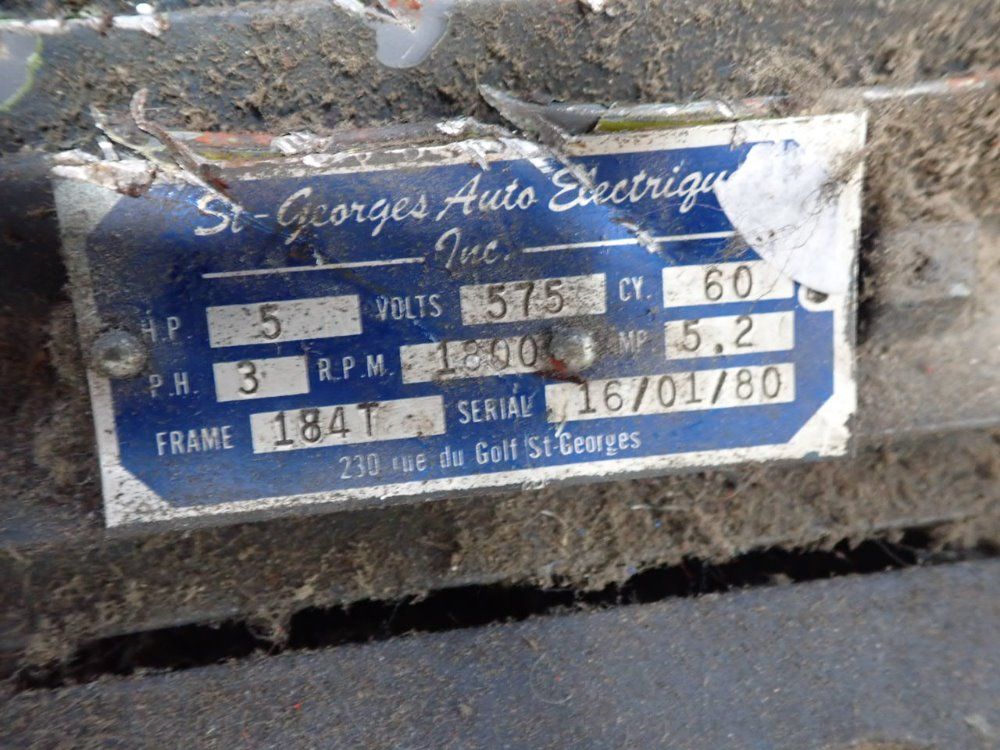 St-Georges Auto Electriqu
Inc.
H.P. 5 VOLTS 575 CY. 60
P.H. 3 R.P.M. 1800 MP 5.2
FRAME 184T SERIAL 16/01/80
230 rue du Golf St-Georges